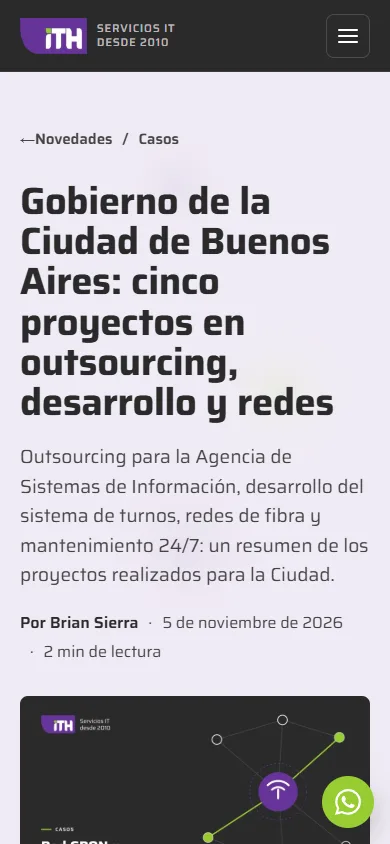 iTH
SERVICIOS IT
DESDE 2010
←Novedades / Casos
Gobierno de la
Ciudad de Buenos
Aires: cinco
proyectos en
outsourcing,
desarrollo y redes
Outsourcing para la Agencia de
Sistemas de Información, desarrollo del
sistema de turnos, redes de fibra y
mantenimiento 24/7: un resumen de los
proyectos realizados para la Ciudad.
Por Brian Sierra · 5 de noviembre de 2026
· 2 min de lectura
iTH
Servicios IT
desde 2010
CASOS